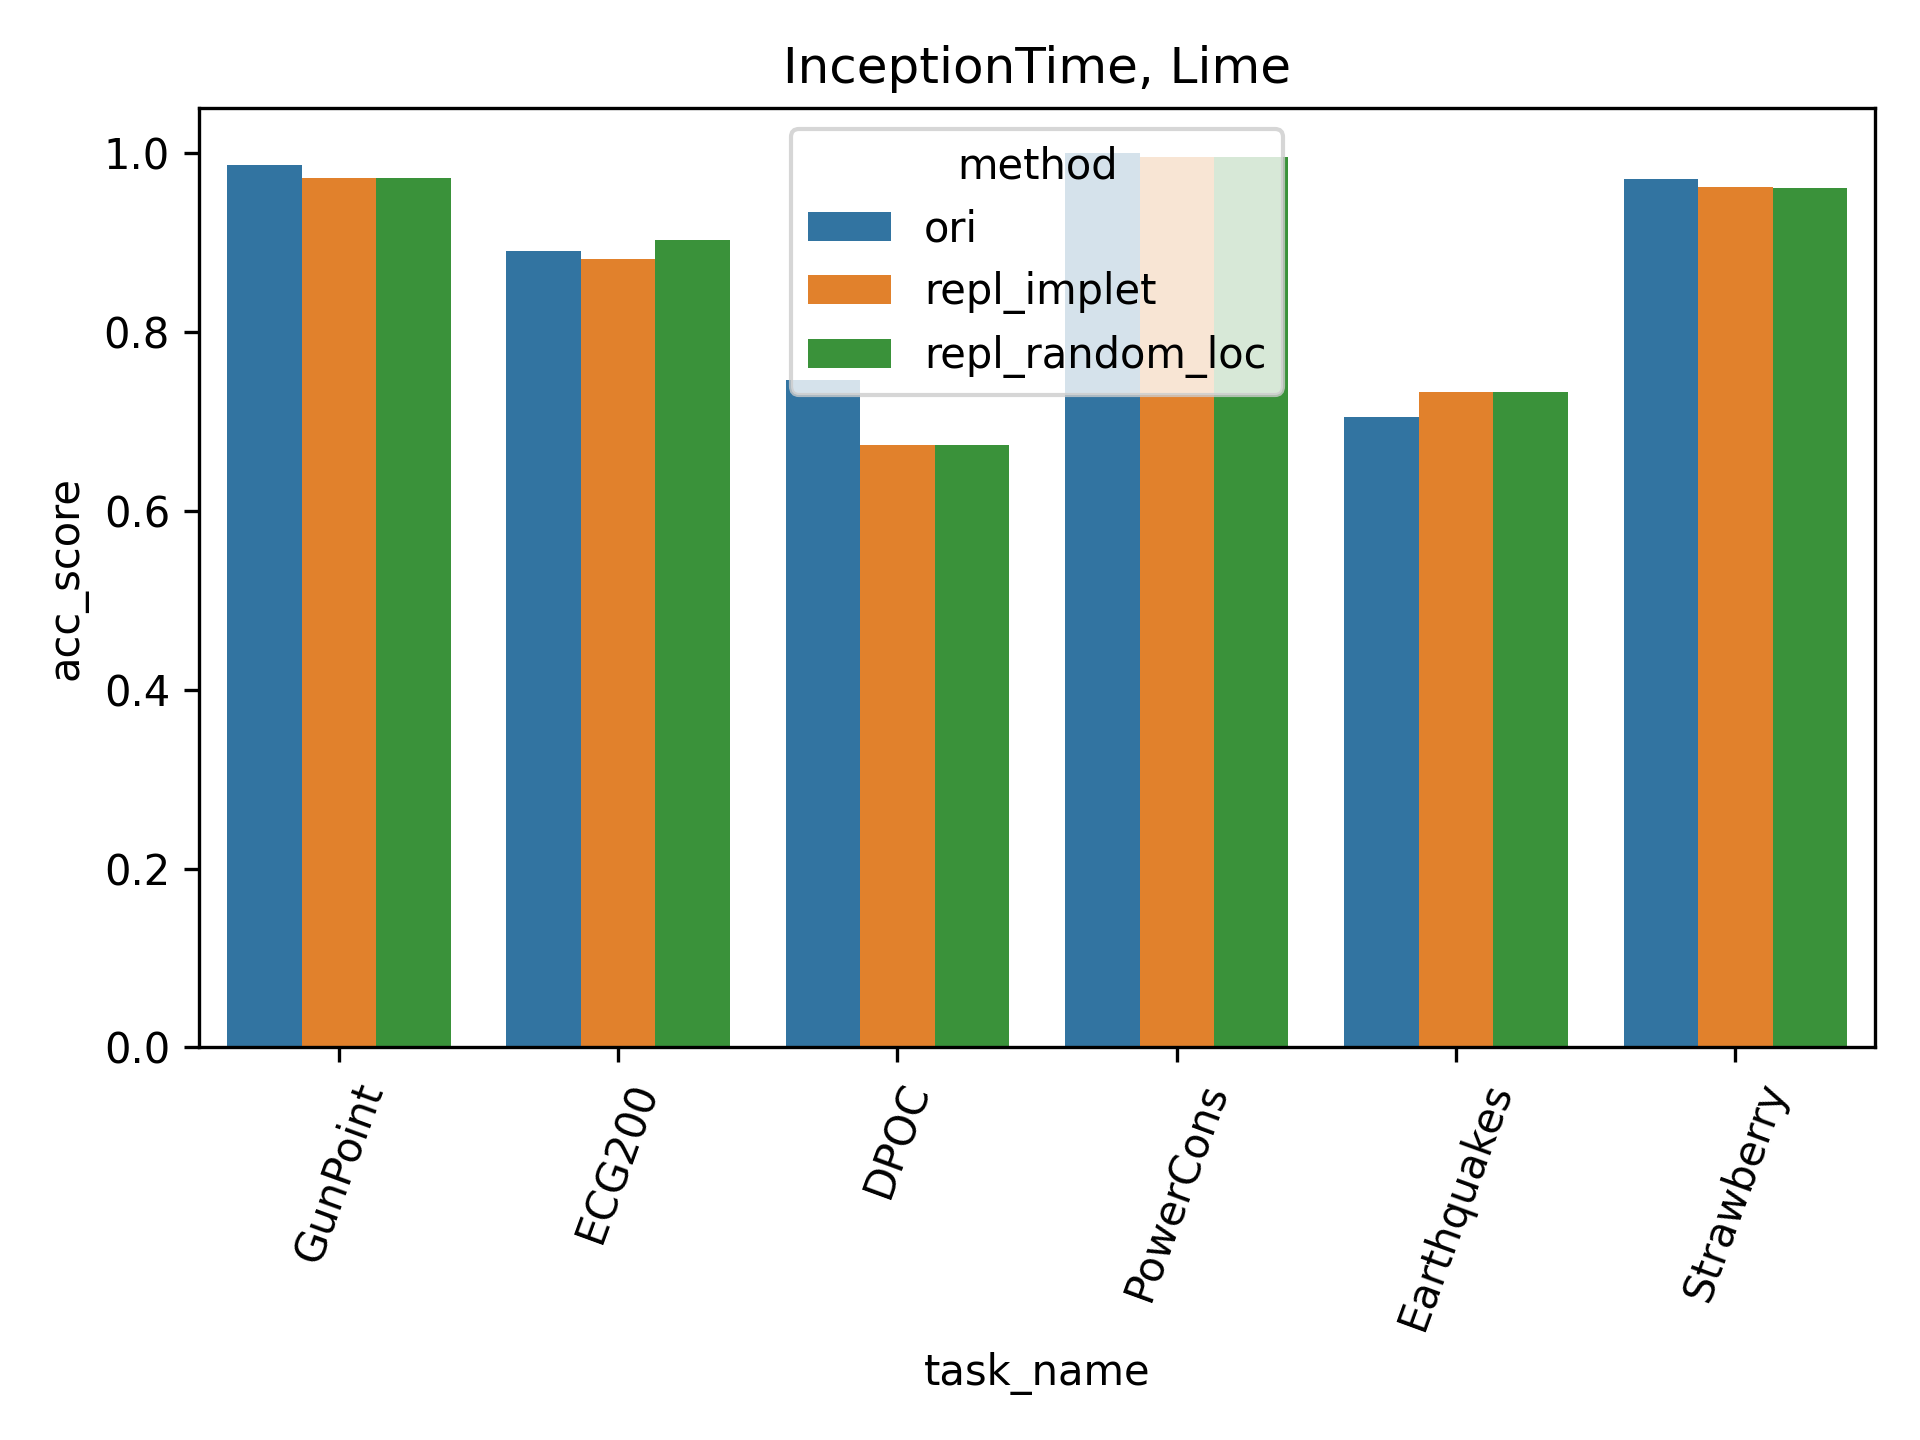 InceptionTime, Lime
method
ori
repl_implet
repl_random_loc
acc_score
1.0
0.8
0.6
0.4
0.2
0.0
GunPoint
ECG200
DPOC
PowerCons
Earthquakes
Strawberry
task_name